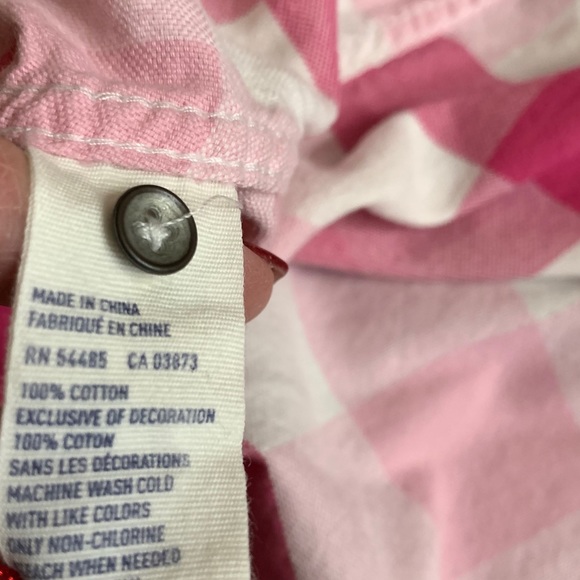 MADE IN CHINA
FABRIQUÉ EN CHINE
RN 54485 CA 03873
100% COTTON
EXCLUSIVE OF DECORATION
100% COTON
SANS LES DÉCORATIONS
MACHINE WASH COLD
WITH LIKE COLORS
ONLY NON-CHLORINE
EACH WHEN NEEDED